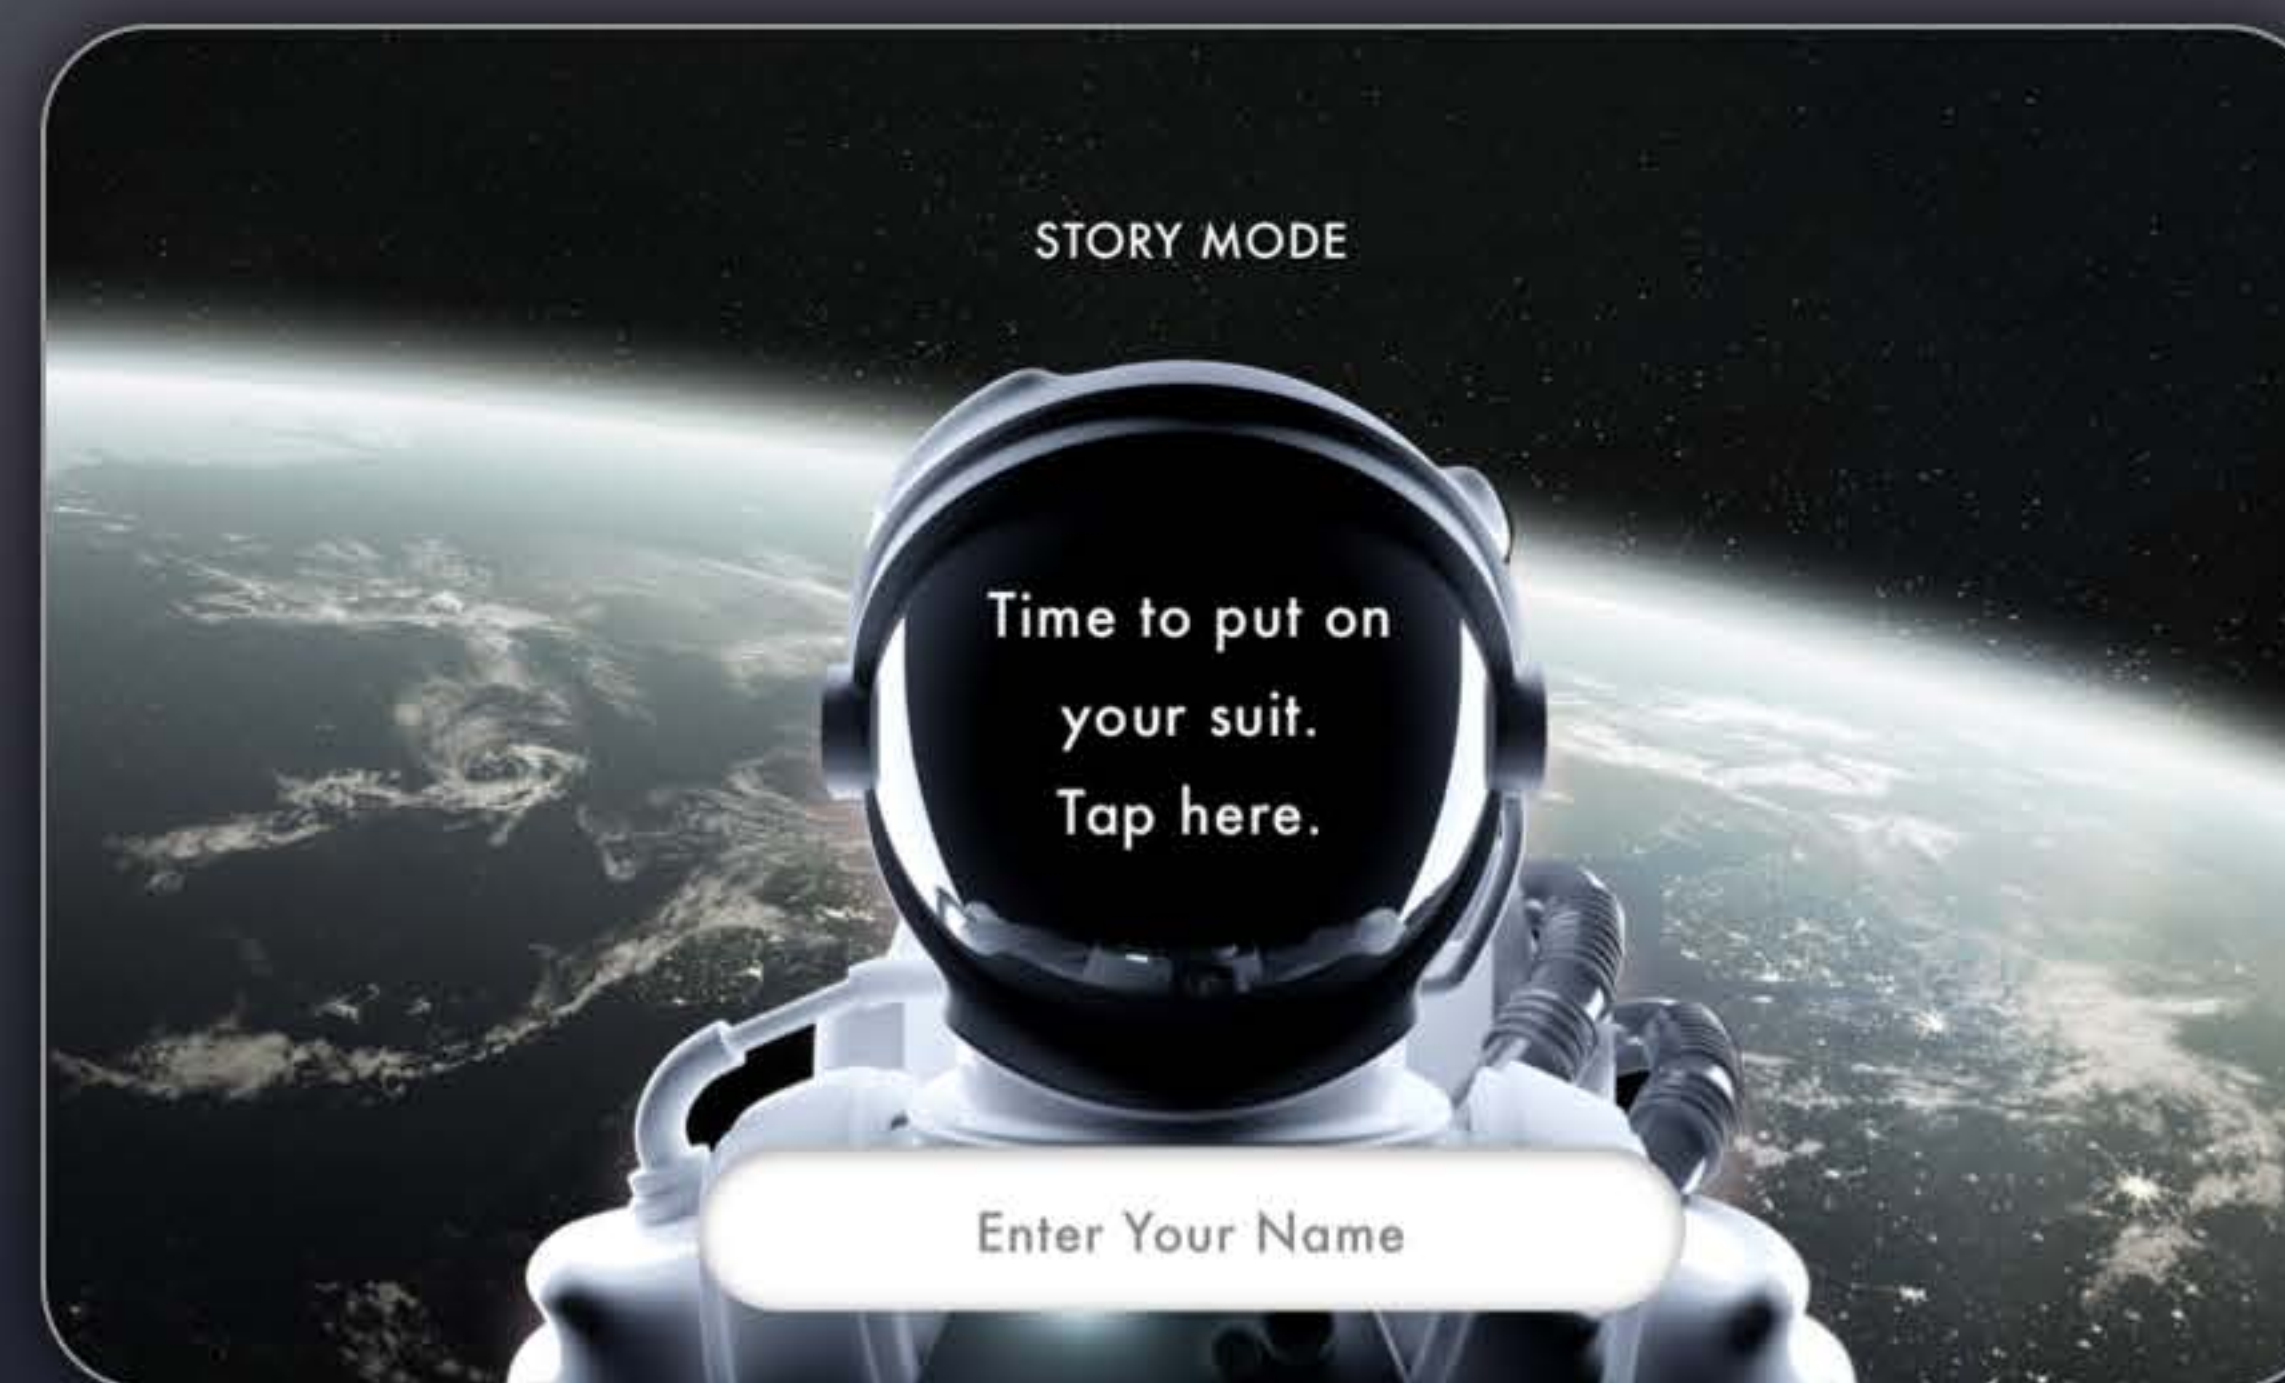 STORY MODE
Time to put on
your suit.
Tap here.
Enter Your Name